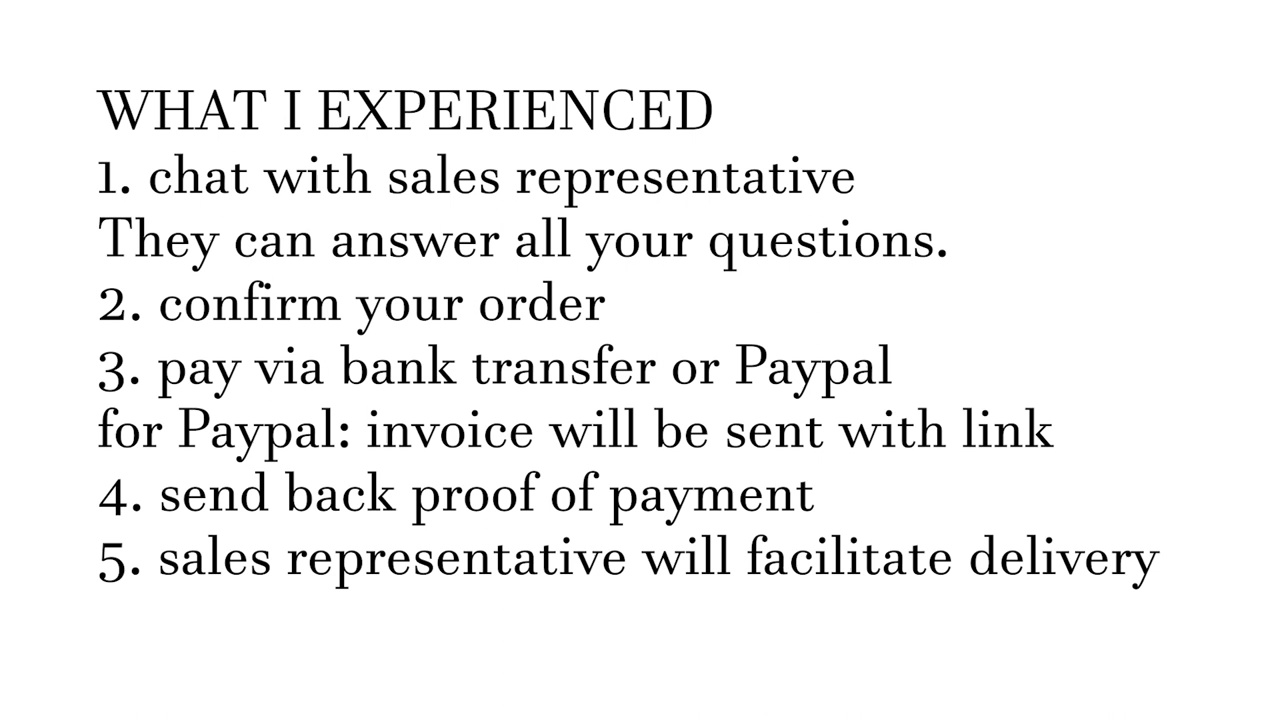 WHAT I EXPERIENCED
1. chat with sales representative
They can answer all your questions.
2. confirm your order
3. pay via bank transfer or Paypal
for Paypal: invoice will be sent with link
4. send back proof of payment
5. sales representative will facilitate delivery